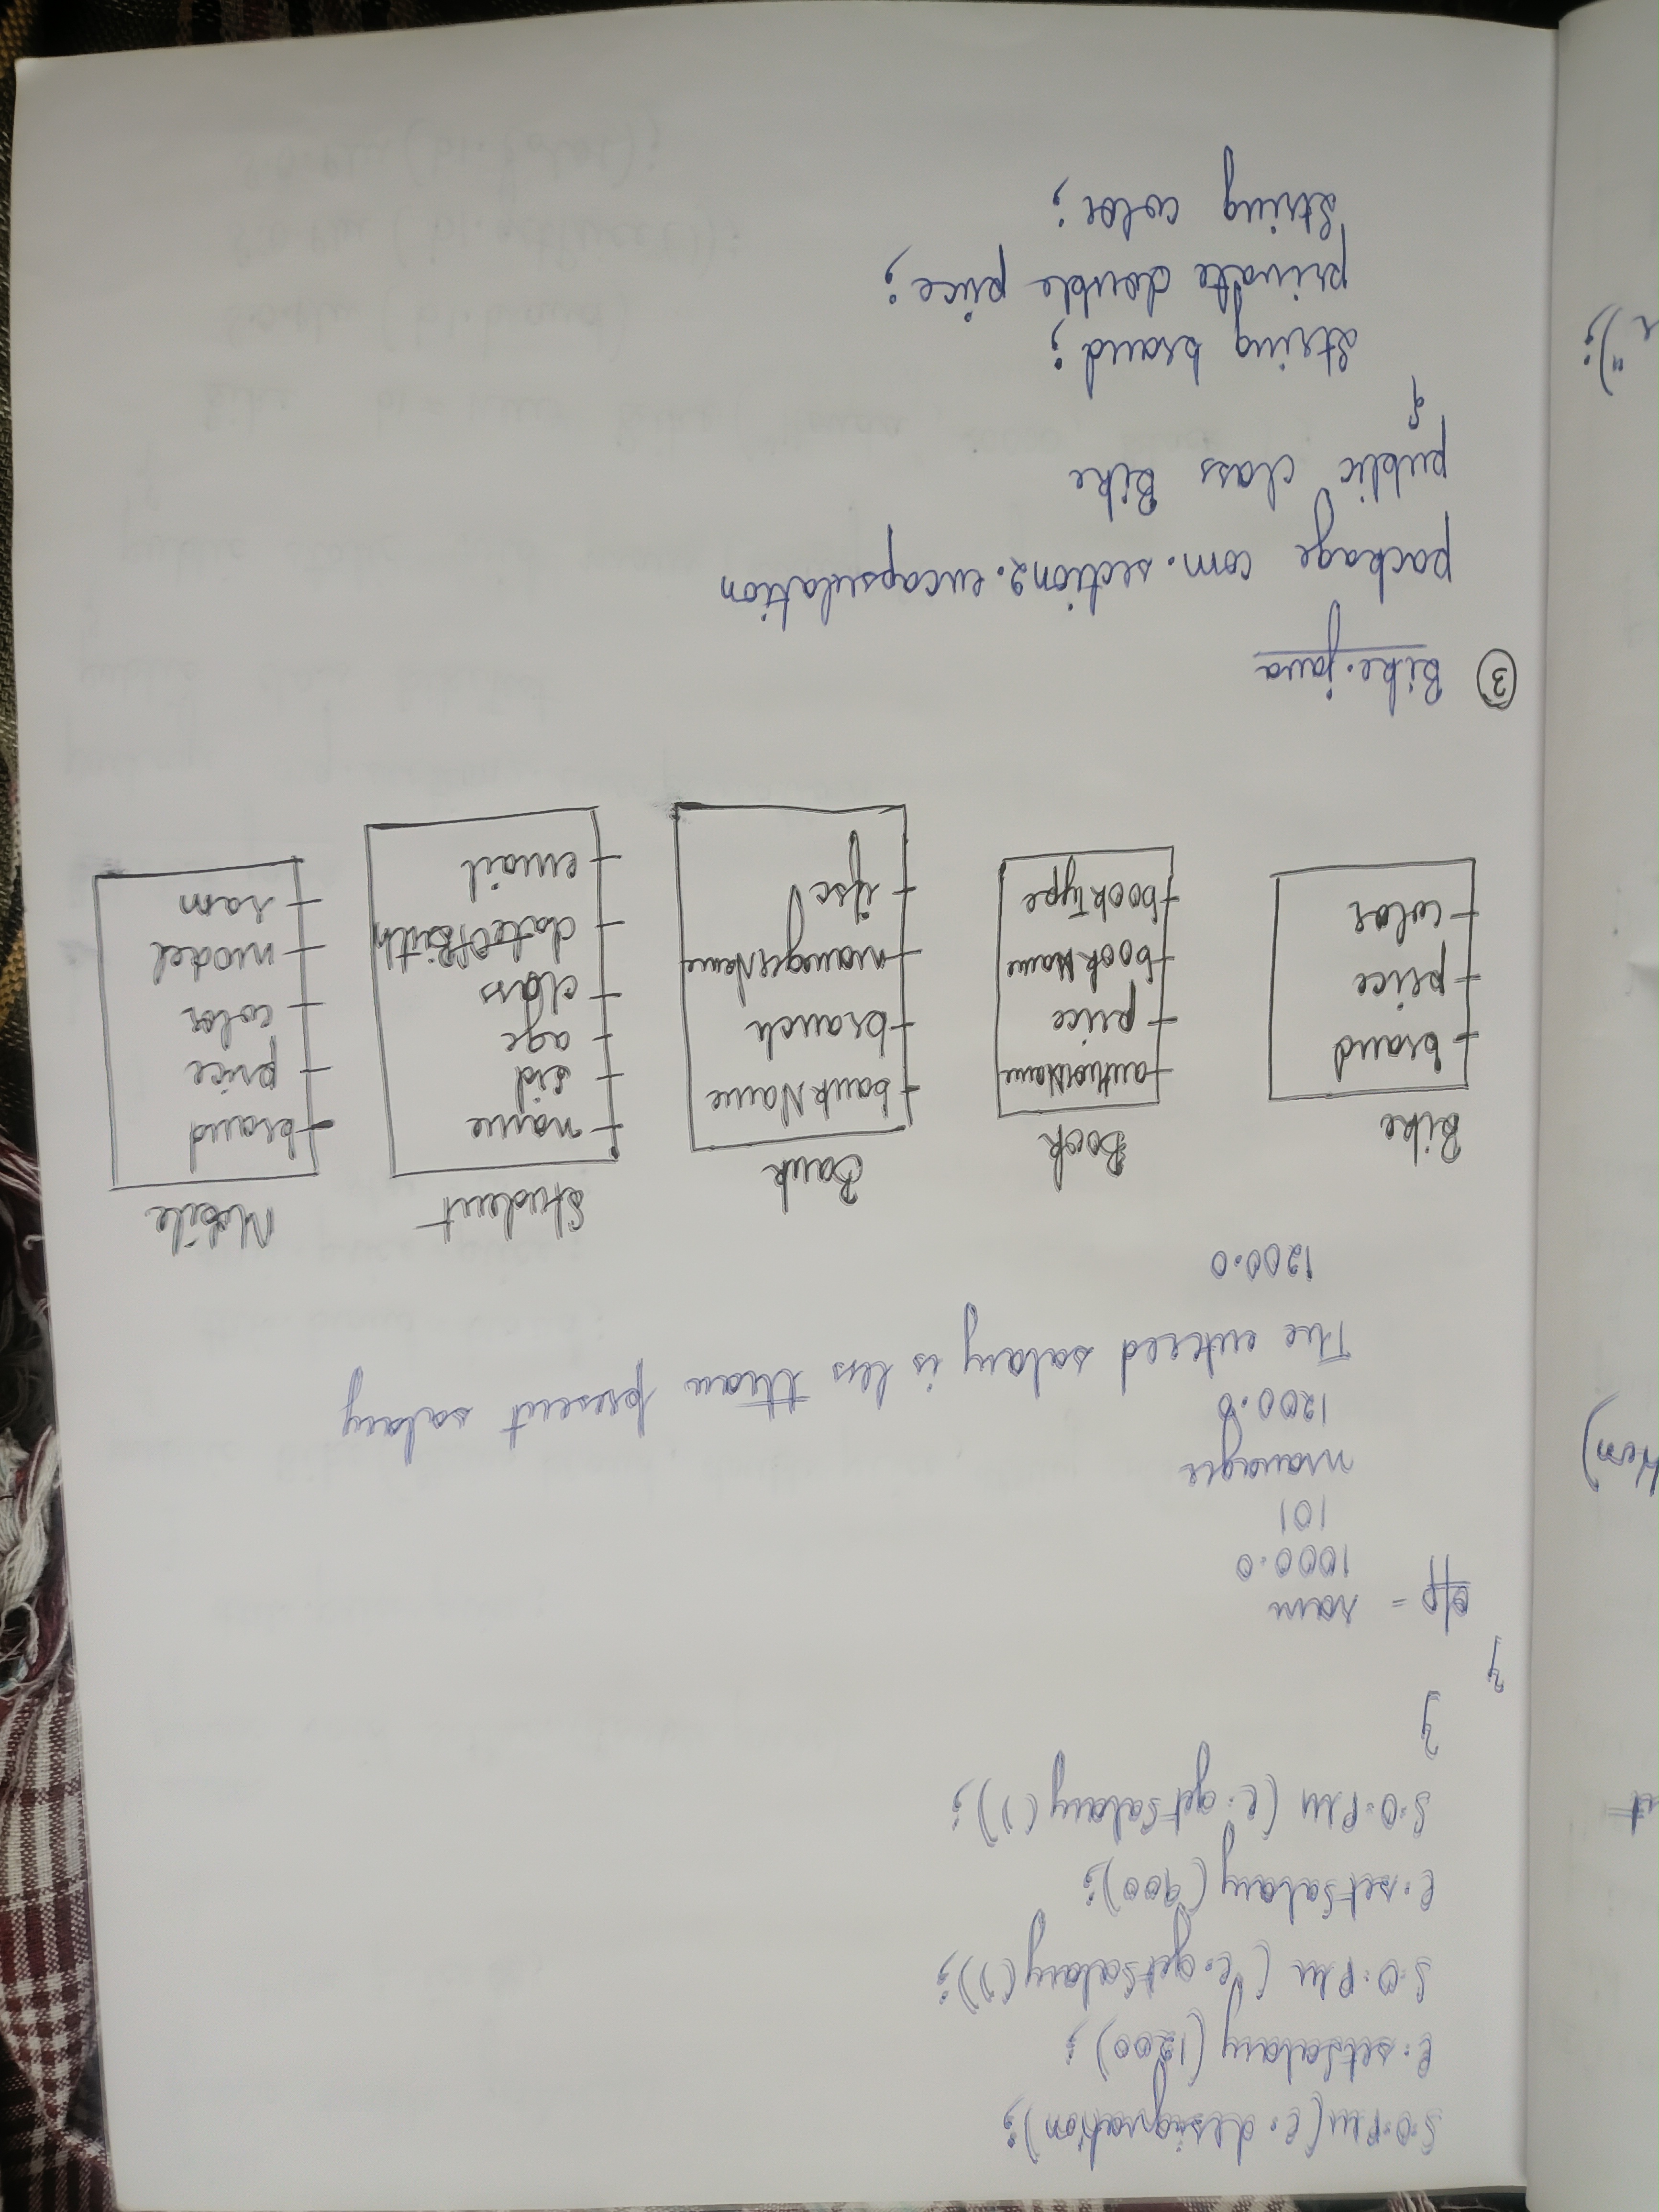 S.O.Pln(e.designation);
e.setSalary(1200);
S.O.Pln (e.getSalary());
e.setSalary(900);
S.O.Pln (e.getSalary());
}
}
o/p = ram
1000.0
101
manager
1200.0
The entered salary is less than present salary
1200.0
Bike
brand
price
color
Book
authorName
price
bookName
bookType
Bank
bankName
branch
managerName
ifsc
Student
name
sid
age
class
dateOfBirth
email
Mobile
brand
price
color
model
ram
③ Bike.java
package com.section2.encapsulation
public class Bike
{
String brand;
private double price;
String color;
");